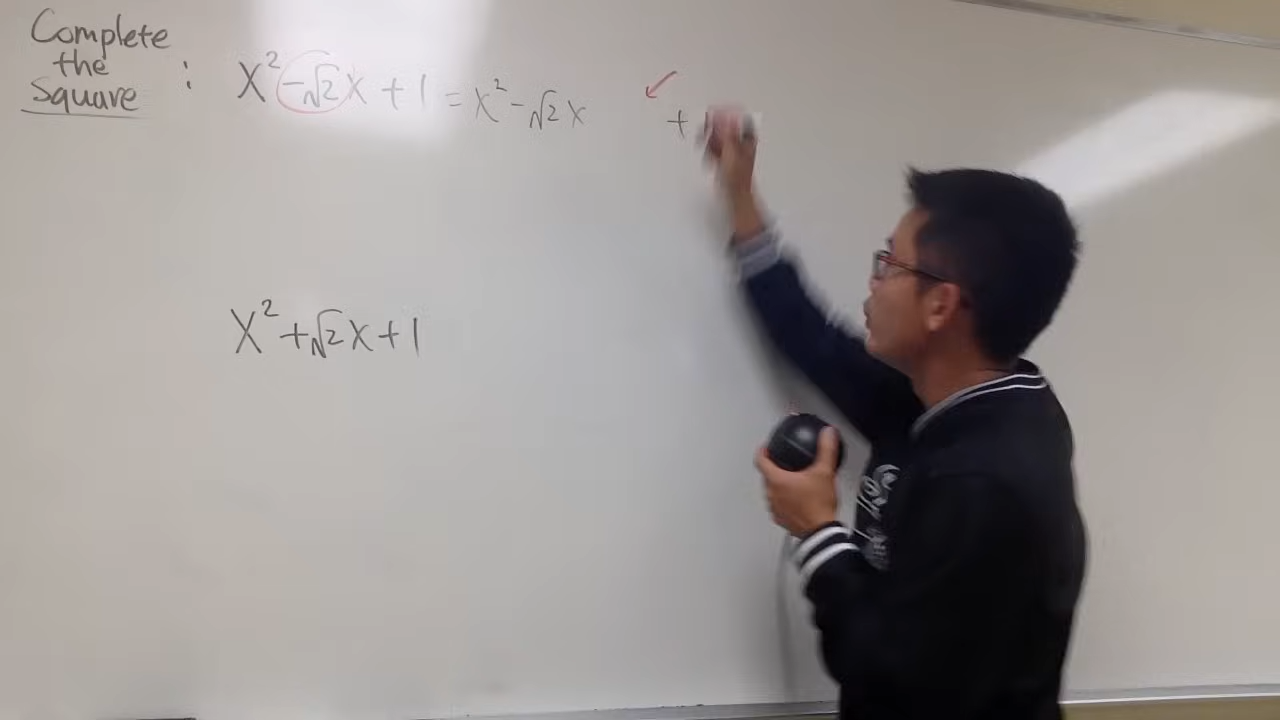 Complete
the
Square : x² - √2x + 1 = x² - √2x +
x² + √2x + 1